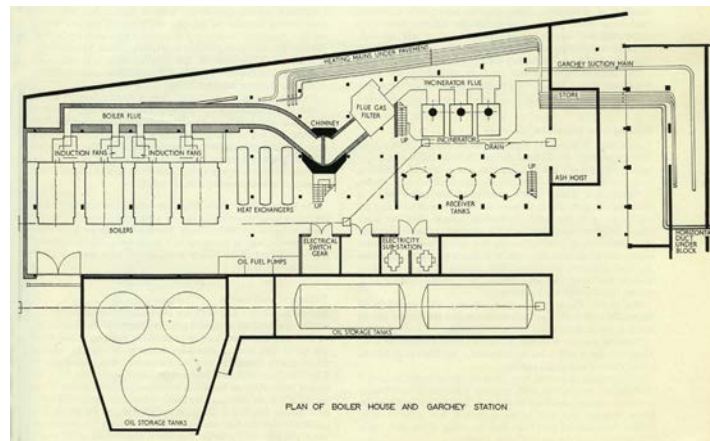 HEATING MAINS UNDER PAVEMENT
GARCHEY SUCTION MAIN
INCINERATOR FLUE
FLUE GAS
FILTER
STORE
BOILER FLUE
CHIMNEY
UP
INCINERATORS
DRAIN
INDUCTION FANS
INDUCTION FANS
UP
UP
ASH HOIST
BOILERS
HEAT EXCHANGERS
RECEIVER
TANKS
ELECTRICAL
SWITCH
GEAR
ELECTRICITY
SUB-STATION
HORIZONTAL
DUCT
UNDER
BLOCK
OIL FUEL PUMPS
OIL STORAGE TANKS
OIL STORAGE TANKS
PLAN OF BOILER HOUSE AND GARCHEY STATION